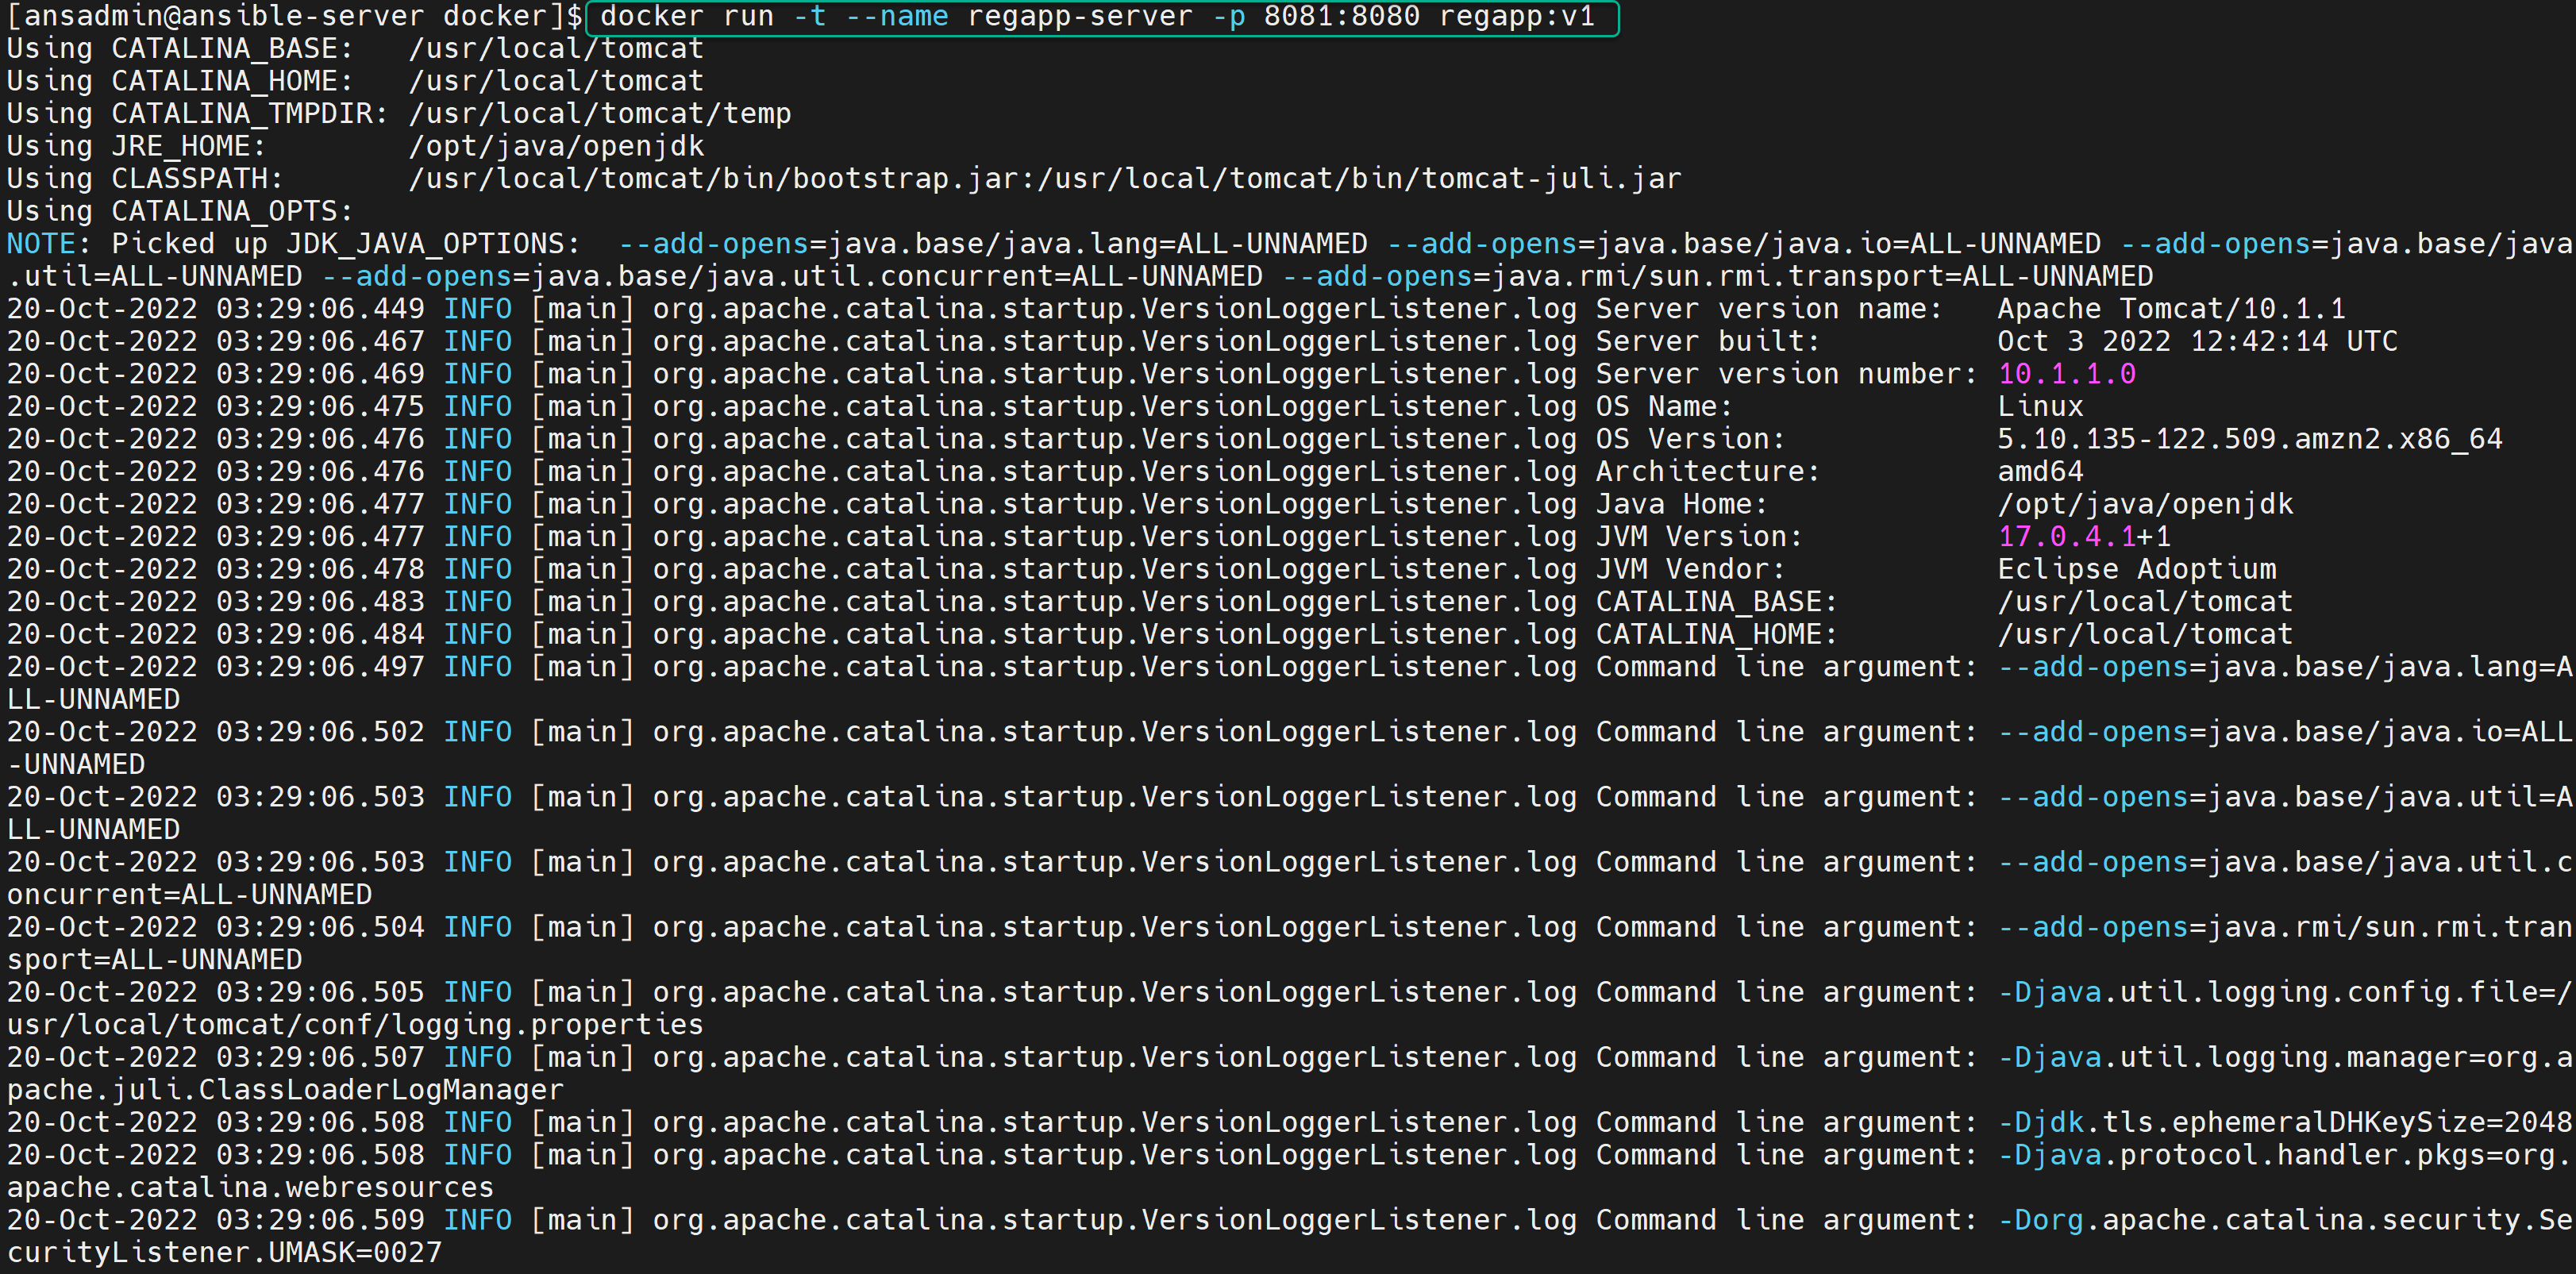 [ansadmin@ansible-server docker]$ docker run -t --name regapp-server -p 8081:8080 regapp:v1
Using CATALINA_BASE:   /usr/local/tomcat
Using CATALINA_HOME:   /usr/local/tomcat
Using CATALINA_TMPDIR: /usr/local/tomcat/temp
Using JRE_HOME:        /opt/java/openjdk
Using CLASSPATH:       /usr/local/tomcat/bin/bootstrap.jar:/usr/local/tomcat/bin/tomcat-juli.jar
Using CATALINA_OPTS:
NOTE: Picked up JDK_JAVA_OPTIONS:  --add-opens=java.base/java.lang=ALL-UNNAMED --add-opens=java.base/java.io=ALL-UNNAMED --add-opens=java.base/java
.util=ALL-UNNAMED --add-opens=java.base/java.util.concurrent=ALL-UNNAMED --add-opens=java.rmi/sun.rmi.transport=ALL-UNNAMED
20-Oct-2022 03:29:06.449 INFO [main] org.apache.catalina.startup.VersionLoggerListener.log Server version name:   Apache Tomcat/10.1.1
20-Oct-2022 03:29:06.467 INFO [main] org.apache.catalina.startup.VersionLoggerListener.log Server built:          Oct 3 2022 12:42:14 UTC
20-Oct-2022 03:29:06.469 INFO [main] org.apache.catalina.startup.VersionLoggerListener.log Server version number: 10.1.1.0
20-Oct-2022 03:29:06.475 INFO [main] org.apache.catalina.startup.VersionLoggerListener.log OS Name:               Linux
20-Oct-2022 03:29:06.476 INFO [main] org.apache.catalina.startup.VersionLoggerListener.log OS Version:            5.10.135-122.509.amzn2.x86_64
20-Oct-2022 03:29:06.476 INFO [main] org.apache.catalina.startup.VersionLoggerListener.log Architecture:          amd64
20-Oct-2022 03:29:06.477 INFO [main] org.apache.catalina.startup.VersionLoggerListener.log Java Home:             /opt/java/openjdk
20-Oct-2022 03:29:06.477 INFO [main] org.apache.catalina.startup.VersionLoggerListener.log JVM Version:           17.0.4.1+1
20-Oct-2022 03:29:06.478 INFO [main] org.apache.catalina.startup.VersionLoggerListener.log JVM Vendor:            Eclipse Adoptium
20-Oct-2022 03:29:06.483 INFO [main] org.apache.catalina.startup.VersionLoggerListener.log CATALINA_BASE:         /usr/local/tomcat
20-Oct-2022 03:29:06.484 INFO [main] org.apache.catalina.startup.VersionLoggerListener.log CATALINA_HOME:         /usr/local/tomcat
20-Oct-2022 03:29:06.497 INFO [main] org.apache.catalina.startup.VersionLoggerListener.log Command line argument: --add-opens=java.base/java.lang=A
LL-UNNAMED
20-Oct-2022 03:29:06.502 INFO [main] org.apache.catalina.startup.VersionLoggerListener.log Command line argument: --add-opens=java.base/java.io=ALL
-UNNAMED
20-Oct-2022 03:29:06.503 INFO [main] org.apache.catalina.startup.VersionLoggerListener.log Command line argument: --add-opens=java.base/java.util=A
LL-UNNAMED
20-Oct-2022 03:29:06.503 INFO [main] org.apache.catalina.startup.VersionLoggerListener.log Command line argument: --add-opens=java.base/java.util.c
oncurrent=ALL-UNNAMED
20-Oct-2022 03:29:06.504 INFO [main] org.apache.catalina.startup.VersionLoggerListener.log Command line argument: --add-opens=java.rmi/sun.rmi.tran
sport=ALL-UNNAMED
20-Oct-2022 03:29:06.505 INFO [main] org.apache.catalina.startup.VersionLoggerListener.log Command line argument: -Djava.util.logging.config.file=/
usr/local/tomcat/conf/logging.properties
20-Oct-2022 03:29:06.507 INFO [main] org.apache.catalina.startup.VersionLoggerListener.log Command line argument: -Djava.util.logging.manager=org.a
pache.juli.ClassLoaderLogManager
20-Oct-2022 03:29:06.508 INFO [main] org.apache.catalina.startup.VersionLoggerListener.log Command line argument: -Djdk.tls.ephemeralDHKeySize=2048
20-Oct-2022 03:29:06.508 INFO [main] org.apache.catalina.startup.VersionLoggerListener.log Command line argument: -Djava.protocol.handler.pkgs=org.
apache.catalina.webresources
20-Oct-2022 03:29:06.509 INFO [main] org.apache.catalina.startup.VersionLoggerListener.log Command line argument: -Dorg.apache.catalina.security.Se
curityListener.UMASK=0027